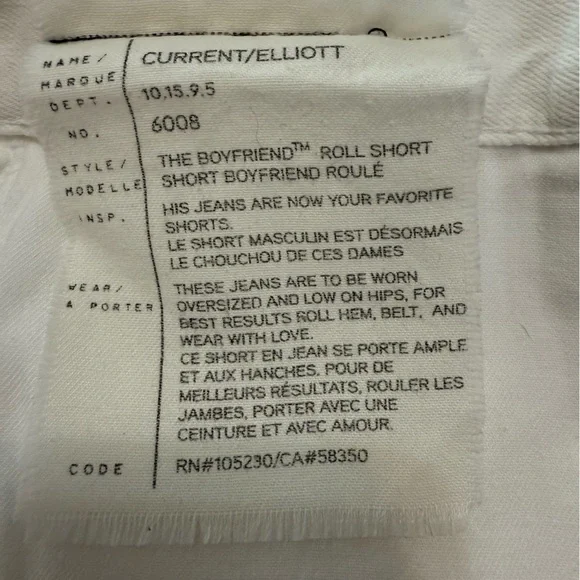 NAME / CURRENT/ELLIOTT
MARQUE
DEPT. 10.15.9.5
NO. 6008
STYLE / THE BOYFRIEND™ ROLL SHORT
MODELLE SHORT BOYFRIEND ROULÉ
INSP. HIS JEANS ARE NOW YOUR FAVORITE
SHORTS.
LE SHORT MASCULIN EST DÉSORMAIS
LE CHOUCHOU DE CES DAMES
WEAR/ THESE JEANS ARE TO BE WORN
A PORTER OVERSIZED AND LOW ON HIPS, FOR
BEST RESULTS ROLL HEM, BELT, AND
WEAR WITH LOVE.
CE SHORT EN JEAN SE PORTE AMPLE
ET AUX HANCHES. POUR DE
MEILLEURS RÉSULTATS, ROULER LES
JAMBES, PORTER AVEC UNE
CEINTURE ET AVEC AMOUR.
CODE RN#105230/CA#58350